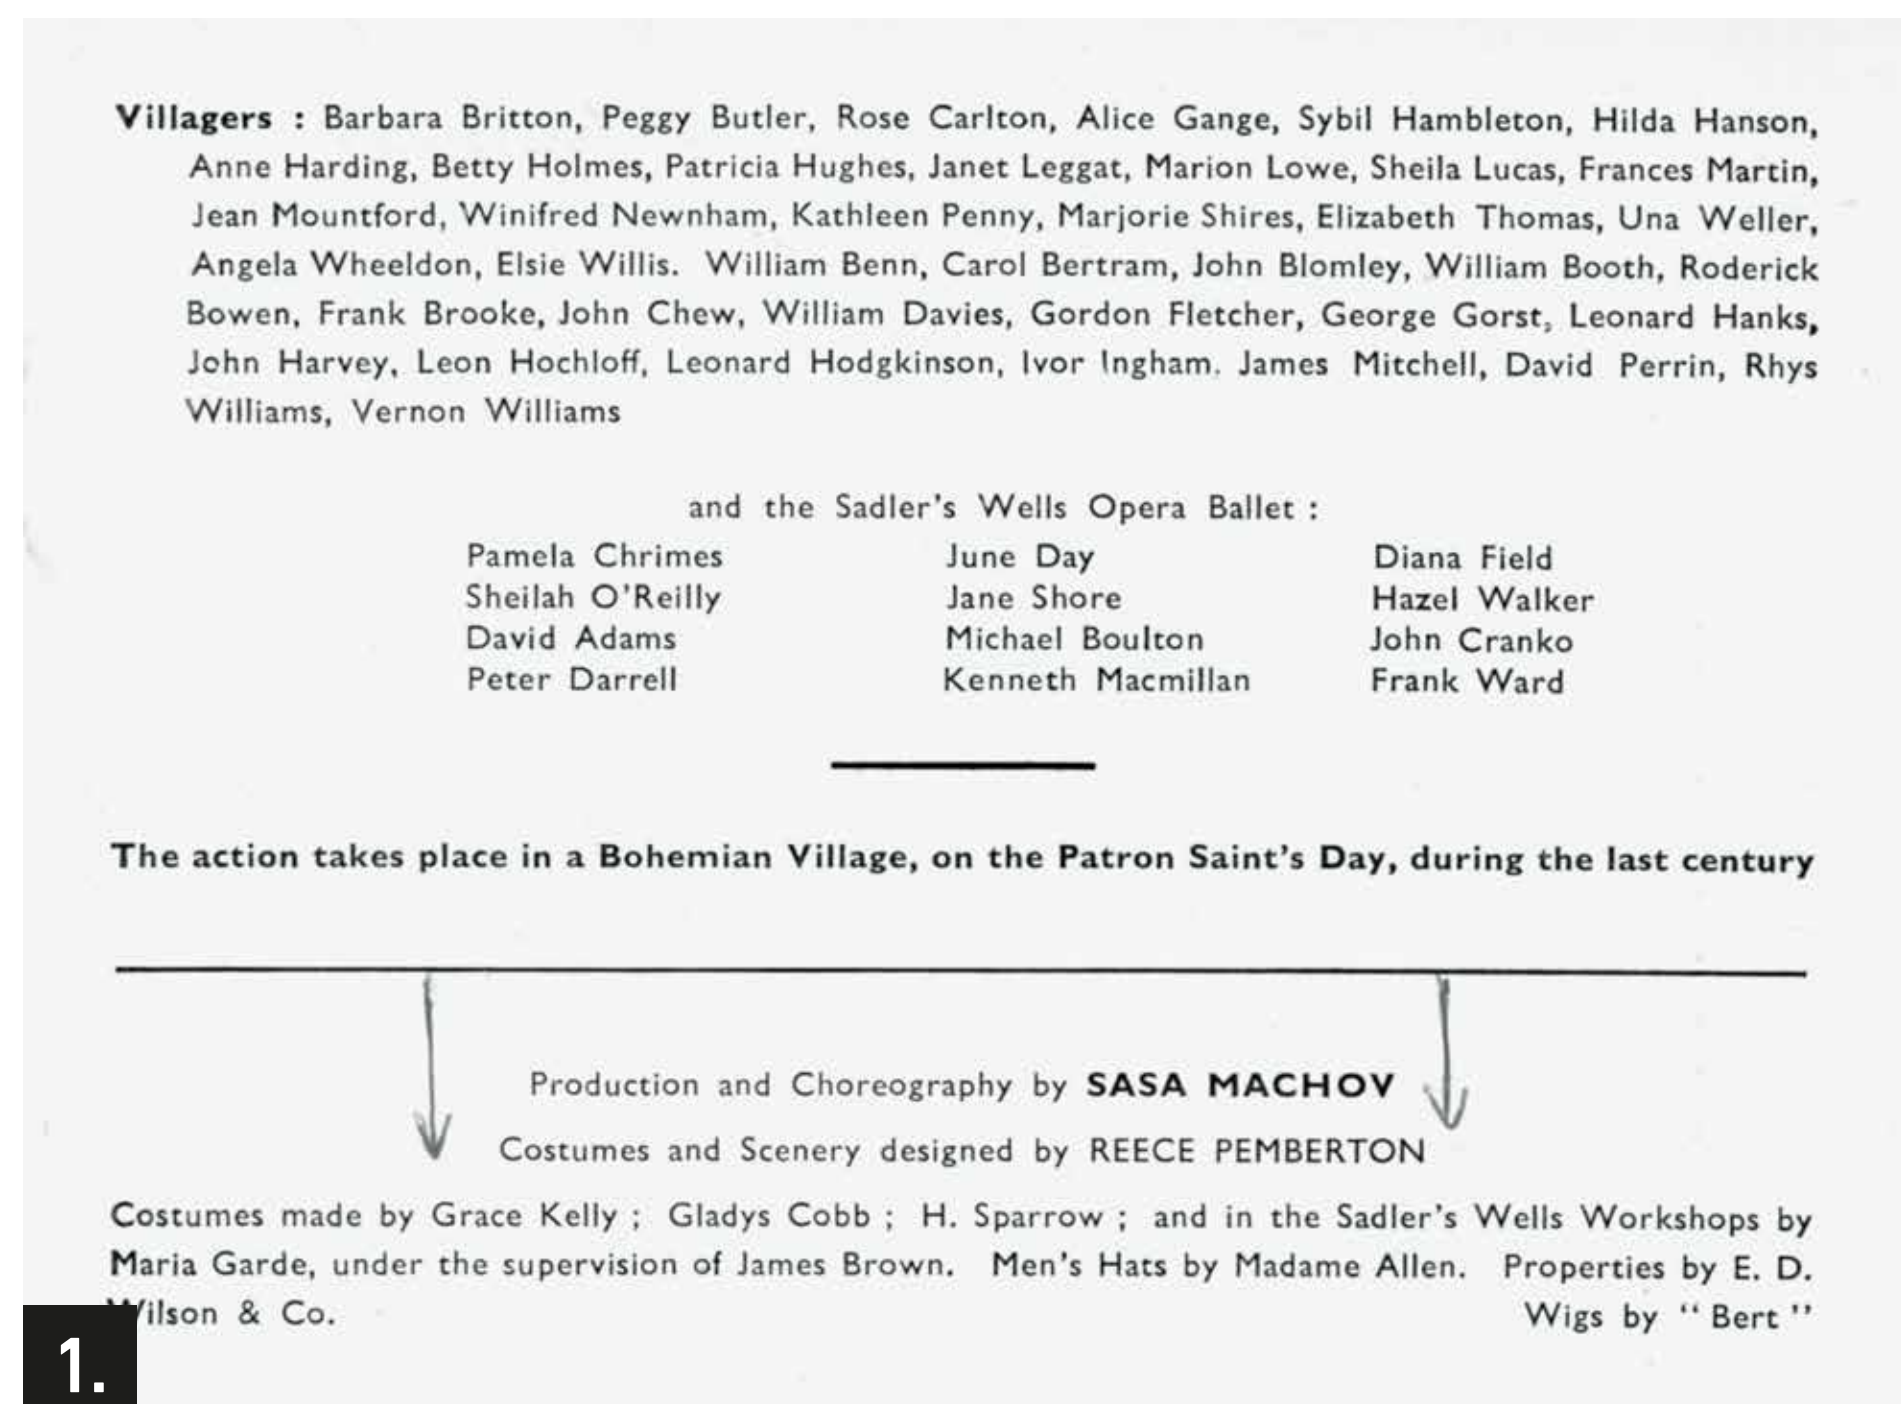 Villagers : Barbara Britton, Peggy Butler, Rose Carlton, Alice Gange, Sybil Hambleton, Hilda Hanson,
Anne Harding, Betty Holmes, Patricia Hughes, Janet Leggat, Marion Lowe, Sheila Lucas, Frances Martin,
Jean Mountford, Winifred Newnham, Kathleen Penny, Marjorie Shires, Elizabeth Thomas, Una Weller,
Angela Wheeldon, Elsie Willis. William Benn, Carol Bertram, John Blomley, William Booth, Roderick
Bowen, Frank Brooke, John Chew, William Davies, Gordon Fletcher, George Gorst, Leonard Hanks,
John Harvey, Leon Hochloff, Leonard Hodgkinson, Ivor Ingham. James Mitchell, David Perrin, Rhys
Williams, Vernon Williams
and the Sadler's Wells Opera Ballet :
Pamela Chrimes June Day Diana Field
Sheilah O'Reilly Jane Shore Hazel Walker
David Adams Michael Boulton John Cranko
Peter Darrell Kenneth Macmillan Frank Ward
The action takes place in a Bohemian Village, on the Patron Saint's Day, during the last century
Production and Choreography by SASA MACHOV
Costumes and Scenery designed by REECE PEMBERTON
Costumes made by Grace Kelly ; Gladys Cobb ; H. Sparrow ; and in the Sadler's Wells Workshops by
Maria Garde, under the supervision of James Brown. Men's Hats by Madame Allen. Properties by E. D.
Wilson & Co. Wigs by "Bert"
1.